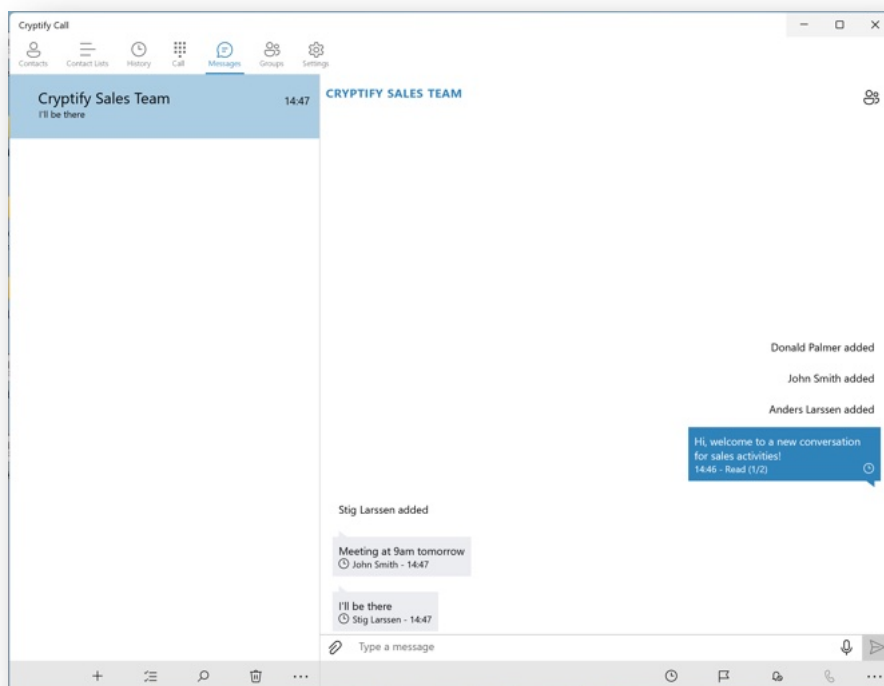 Cryptify Call
Contacts
Contact Lists
History
Call
Messages
Groups
Settings
Cryptify Sales Team
14:47
I'll be there
CRYPTIFY SALES TEAM
Donald Palmer added
John Smith added
Anders Larssen added
Hi, welcome to a new conversation
for sales activities!
14:46 - Read (1/2)
Stig Larssen added
Meeting at 9am tomorrow
John Smith - 14:47
I'll be there
Stig Larssen - 14:47
Type a message